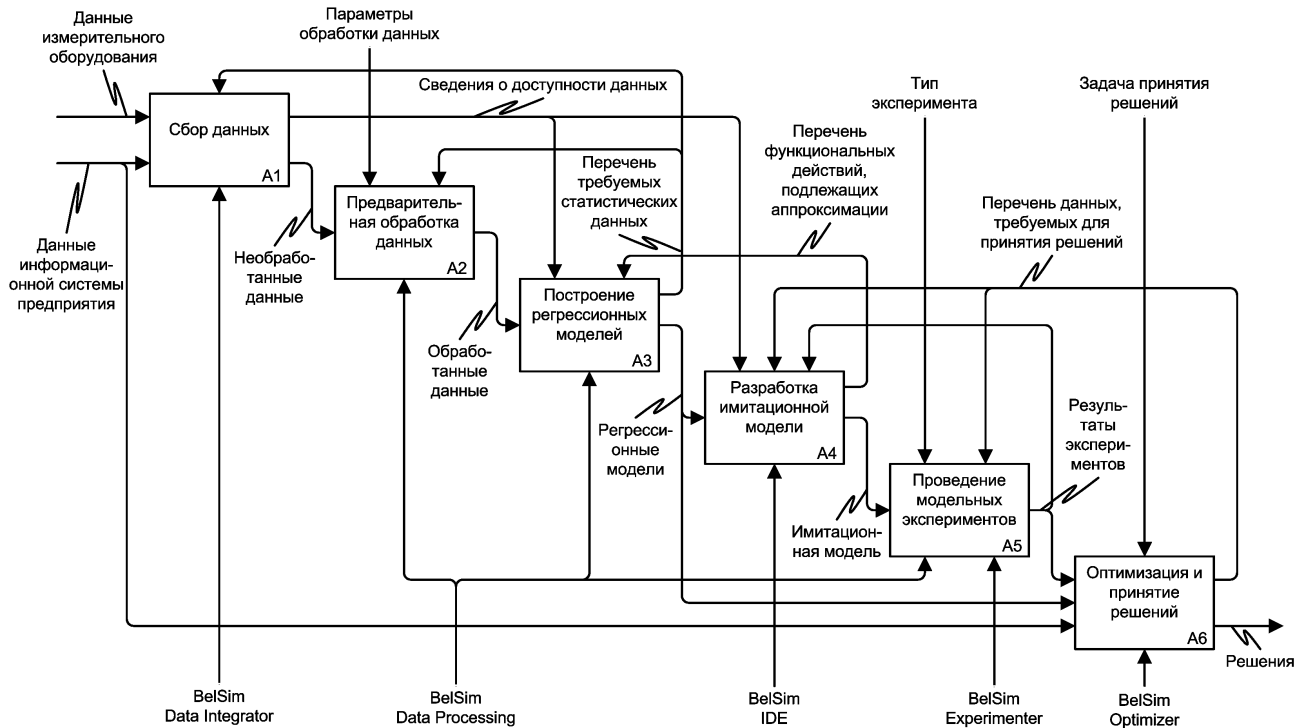 Данные
измерительного
оборудования
Параметры
обработки данных
Сведения о доступности данных
Тип
эксперимента
Задача принятия
решений
Сбор данных
A1
Перечень
функциональных
действий,
подлежащих
аппроксимации
Перечень
требуемых
статистических
данных
Предваритель-
ная обработка
данных
A2
Перечень данных,
требуемых для
принятия решений
Данные
информаци-
онной системы
предприятия
Необрабо-
танные
данные
Построение
регрессионных
моделей
A3
Обрабо-
танные
данные
Разработка
имитационной
модели
A4
Регресси-
онные
модели
Резуль-
таты
экспери-
ментов
Проведение
модельных
экспериментов
A5
Имитацион-
ная модель
Оптимизация и
принятие
решений
A6
Решения
BelSim
Data Integrator
BelSim
Data Processing
BelSim
IDE
BelSim
Experimenter
BelSim
Optimizer